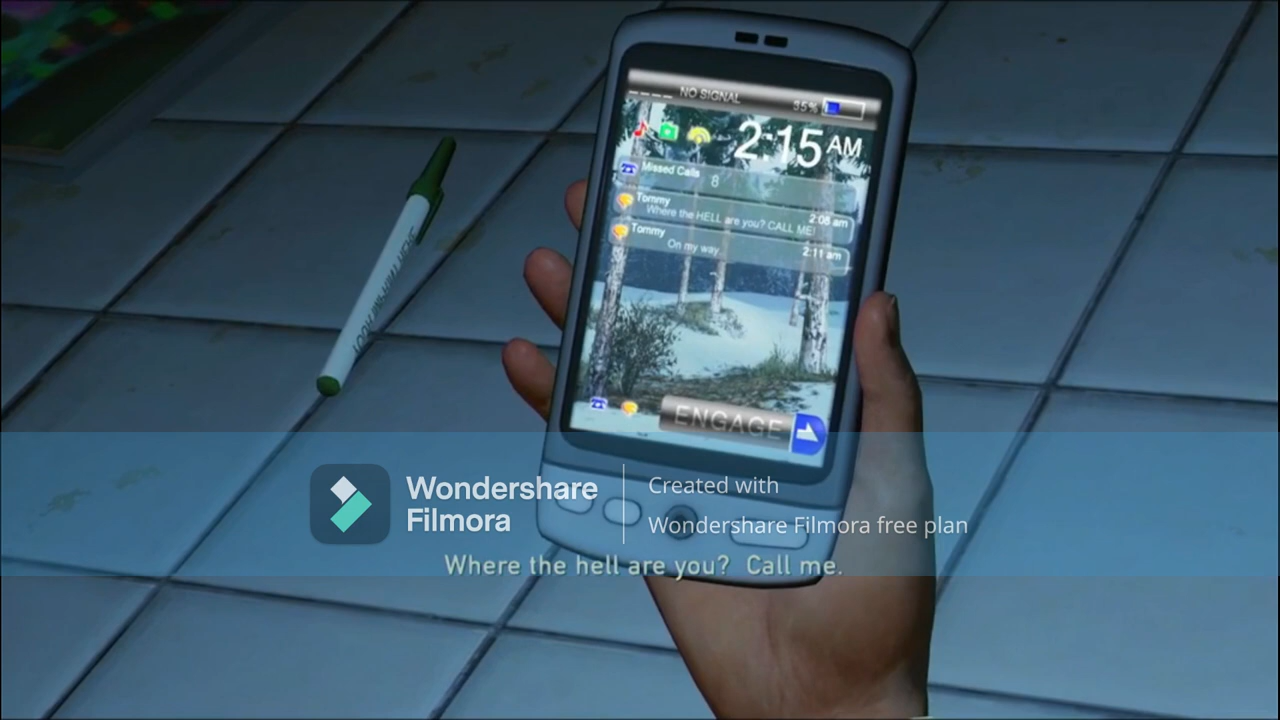 NO SIGNAL 35%
2:15 AM
Missed Calls
8
Tommy 2:08 am
Where the HELL are you? CALL ME!
Tommy
On my way 2:11 am
ENGAGE
Wondershare
Filmora
Created with
Wondershare Filmora free plan
Where the hell are you? Call me.